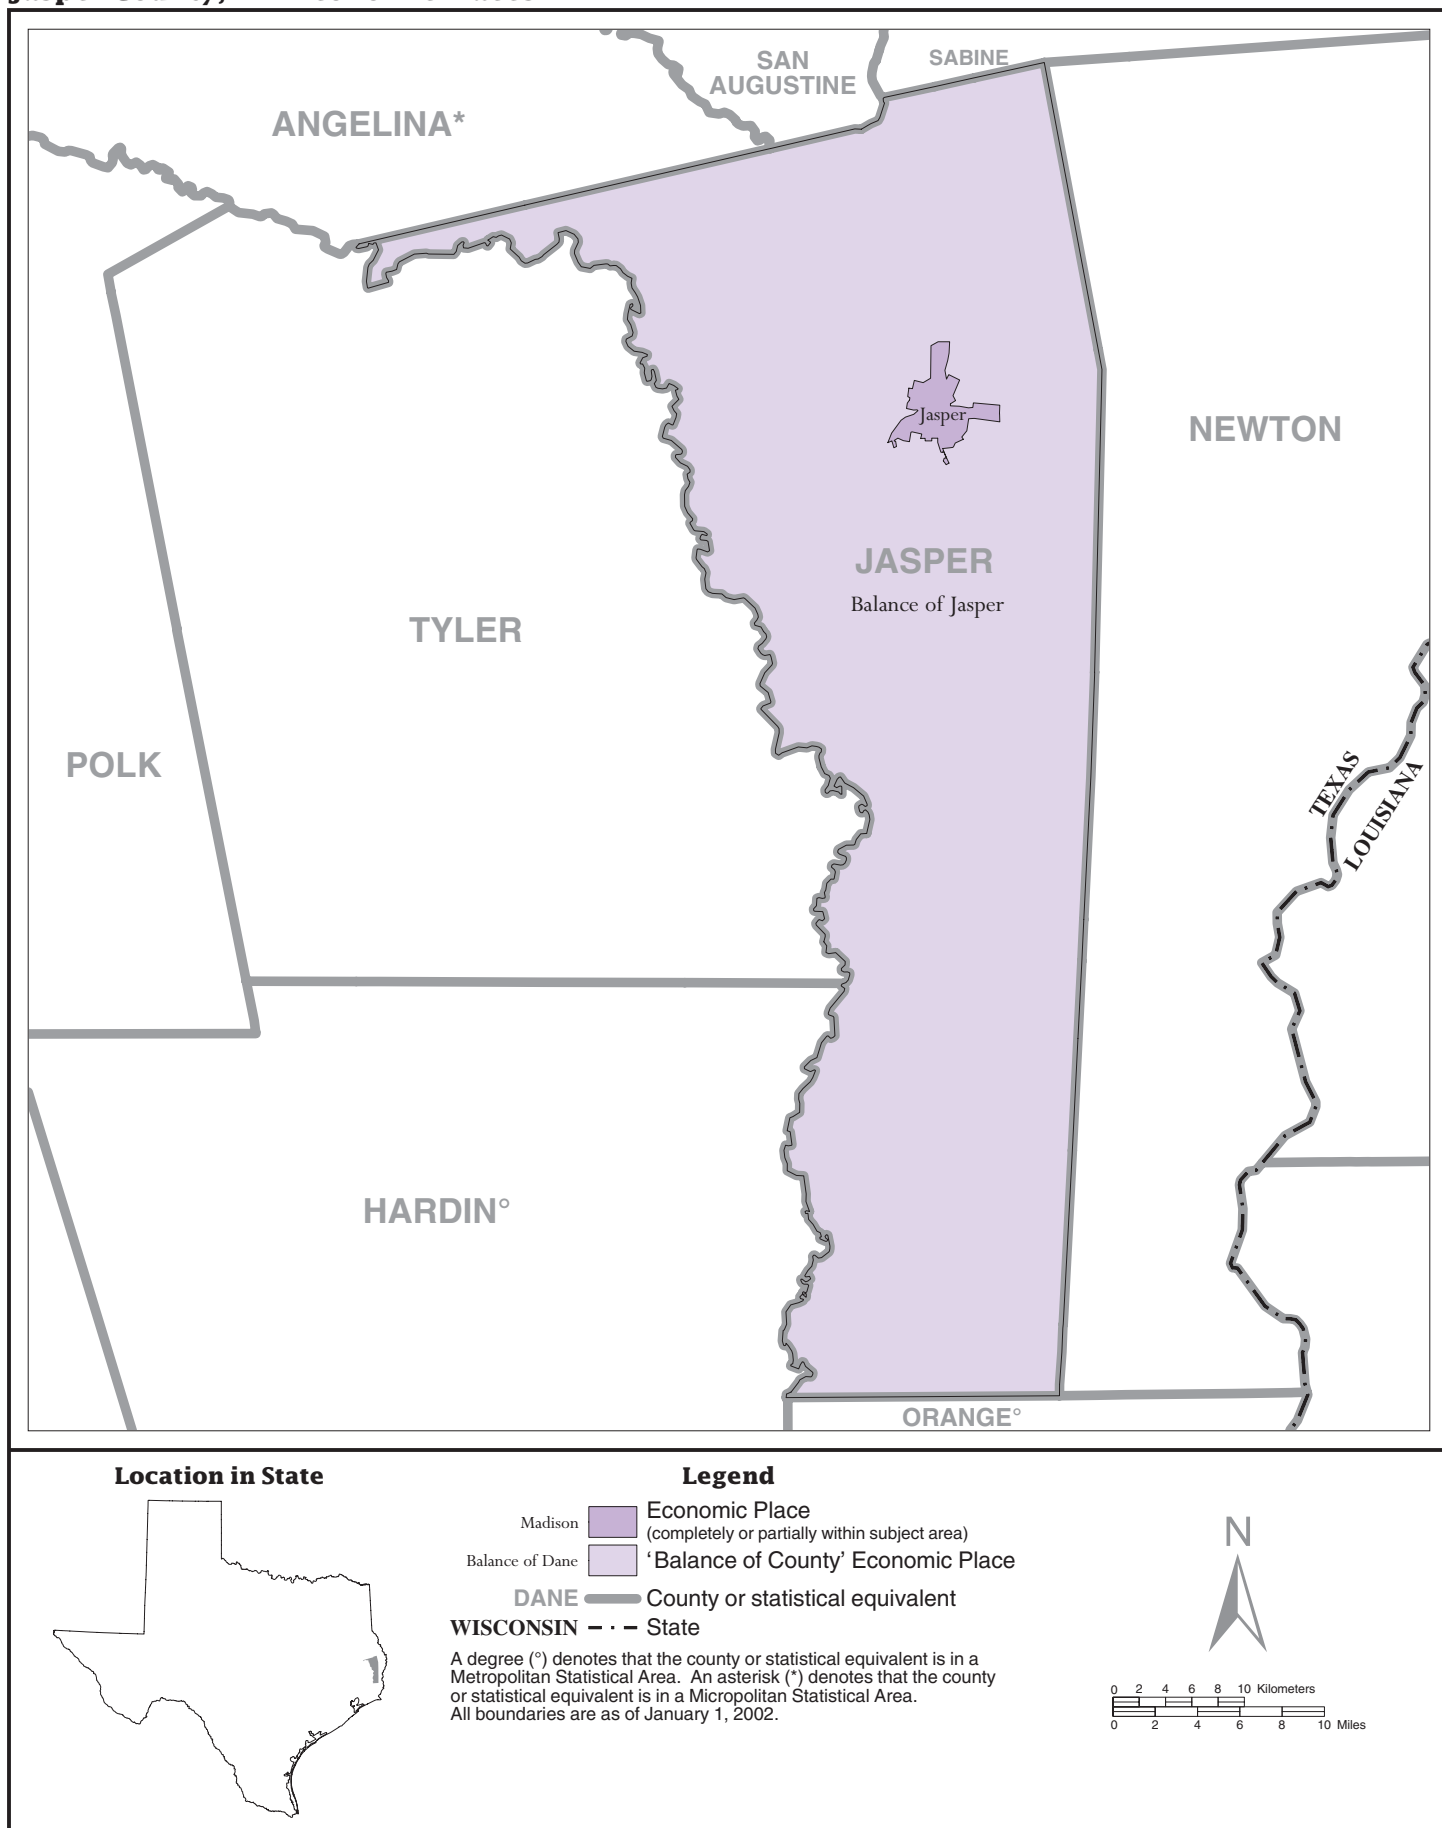 SAN
AUGUSTINE
SABINE
ANGELINA*
Jasper
NEWTON
JASPER
Balance of Jasper
TYLER
POLK
TEXAS
LOUISIANA
HARDIN°
ORANGE°
Location in State
Legend
Madison
Economic Place
(completely or partially within subject area)
Balance of Dane
'Balance of County' Economic Place
DANE
County or statistical equivalent
WISCONSIN
State
A degree (°) denotes that the county or statistical equivalent is in a
Metropolitan Statistical Area. An asterisk (*) denotes that the county
or statistical equivalent is in a Micropolitan Statistical Area.
All boundaries are as of January 1, 2002.
N
0 2 4 6 8 10 Kilometers
0 2 4 6 8 10 Miles